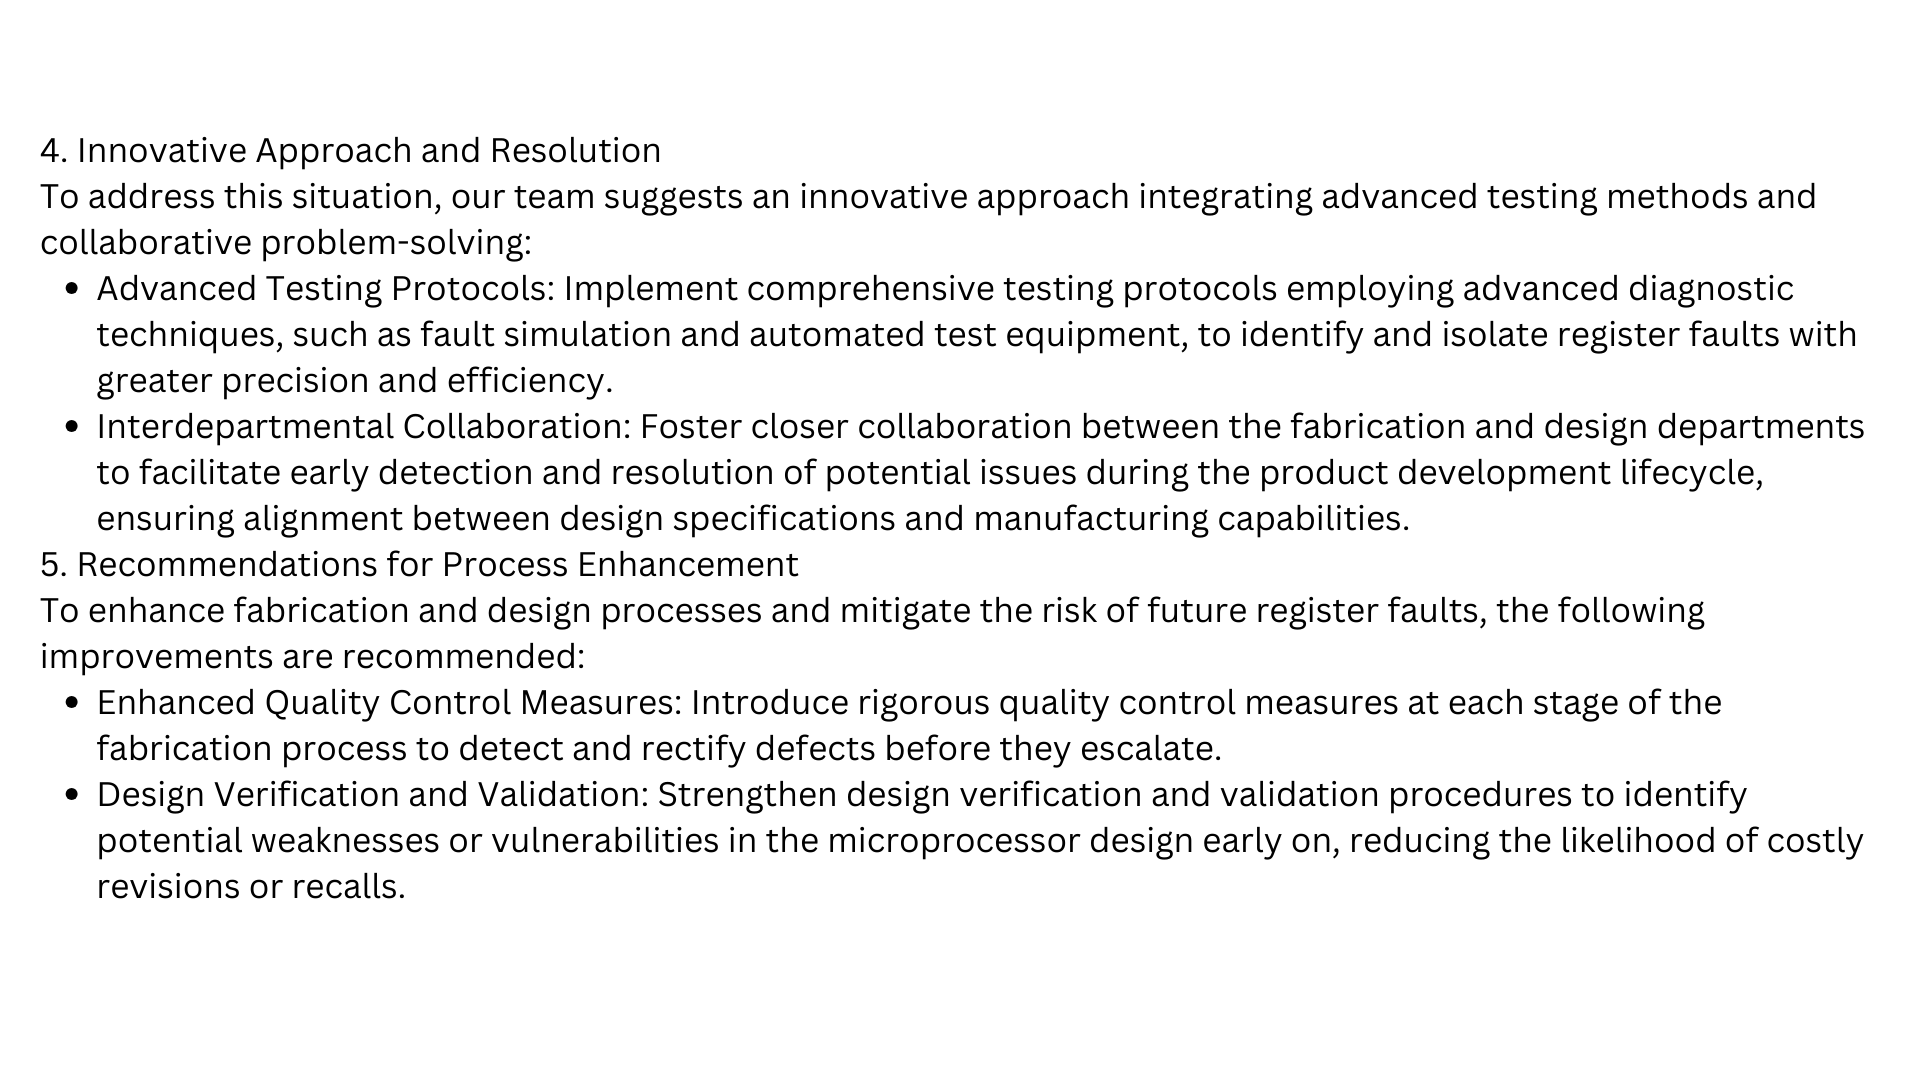 4. Innovative Approach and Resolution
To address this situation, our team suggests an innovative approach integrating advanced testing methods and
collaborative problem-solving:
• Advanced Testing Protocols: Implement comprehensive testing protocols employing advanced diagnostic
techniques, such as fault simulation and automated test equipment, to identify and isolate register faults with
greater precision and efficiency.
• Interdepartmental Collaboration: Foster closer collaboration between the fabrication and design departments
to facilitate early detection and resolution of potential issues during the product development lifecycle,
ensuring alignment between design specifications and manufacturing capabilities.
5. Recommendations for Process Enhancement
To enhance fabrication and design processes and mitigate the risk of future register faults, the following
improvements are recommended:
• Enhanced Quality Control Measures: Introduce rigorous quality control measures at each stage of the
fabrication process to detect and rectify defects before they escalate.
• Design Verification and Validation: Strengthen design verification and validation procedures to identify
potential weaknesses or vulnerabilities in the microprocessor design early on, reducing the likelihood of costly
revisions or recalls.